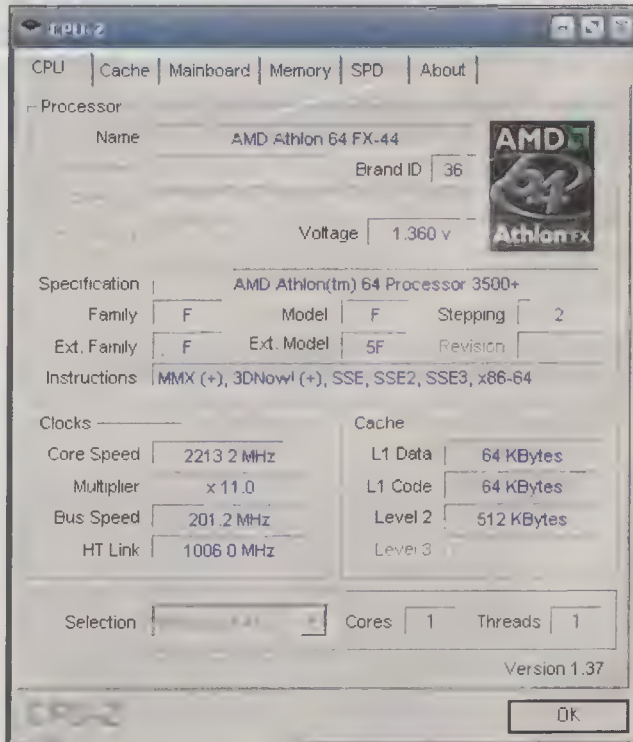 CPU-Z
CPU Cache Mainboard Memory SPD About
Processor
Name AMD Athlon 64 FX-44
Brand ID 36
Voltage 1.360 v
AMD
64
Athlon FX
Specification AMD Athlon(tm) 64 Processor 3500+
Family F Model F Stepping 2
Ext. Family F Ext. Model 5F Revision
Instructions MMX (+), 3DNow! (+), SSE, SSE2, SSE3, x86-64
Clocks
Core Speed 2213.2 MHz
Multiplier x 11.0
Bus Speed 201.2 MHz
HT Link 1006.0 MHz
Cache
L1 Data 64 KBytes
L1 Code 64 KBytes
Level 2 512 KBytes
Level 3
Selection Cores 1 Threads 1
Version 1.37
CPU-Z OK